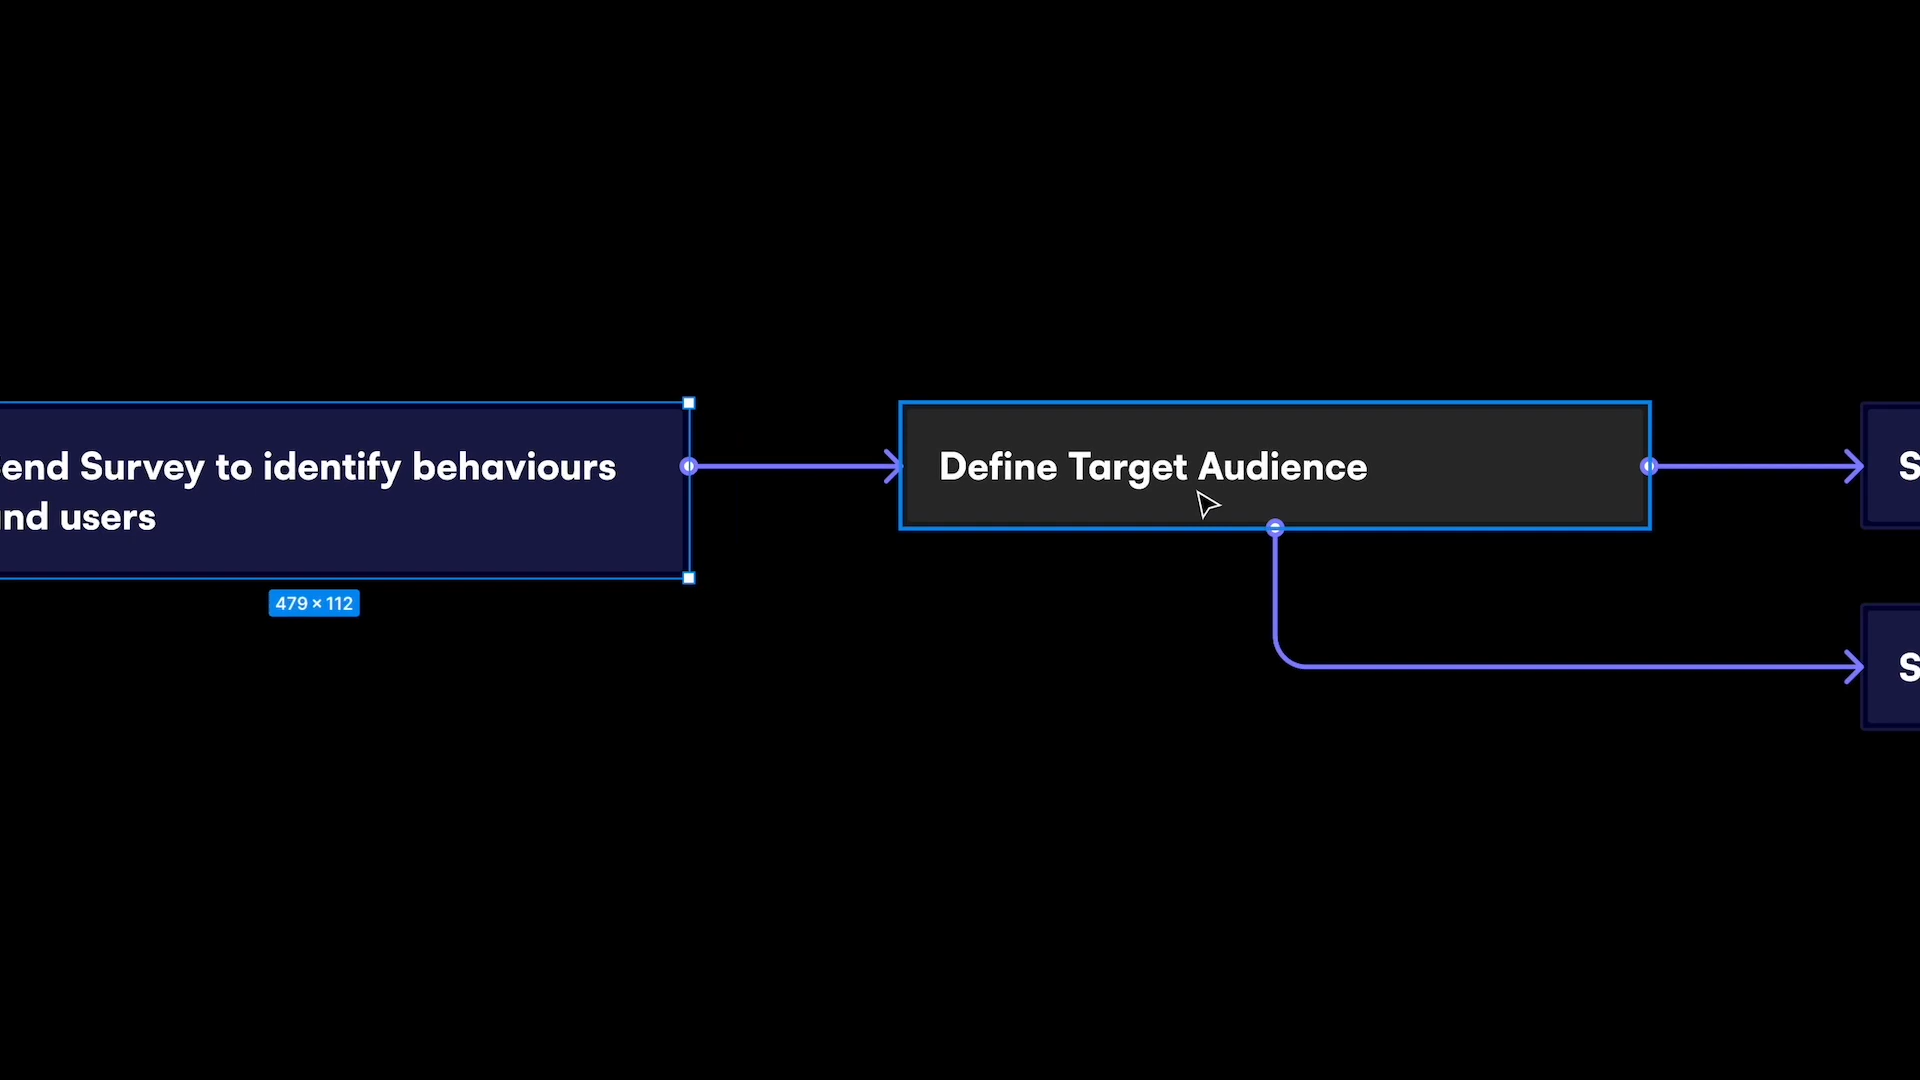 end Survey to identify behaviours
nd users
479 × 112
Define Target Audience
S
S